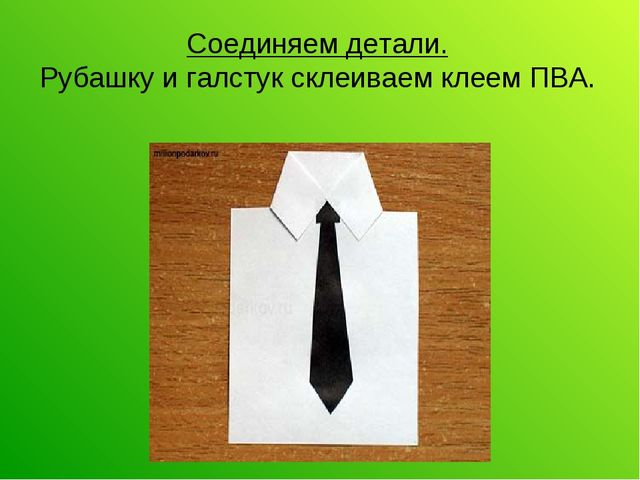 Соединяем детали.
Рубашку и галстук склеиваем клеем ПВА.
millionpodarkov.ru